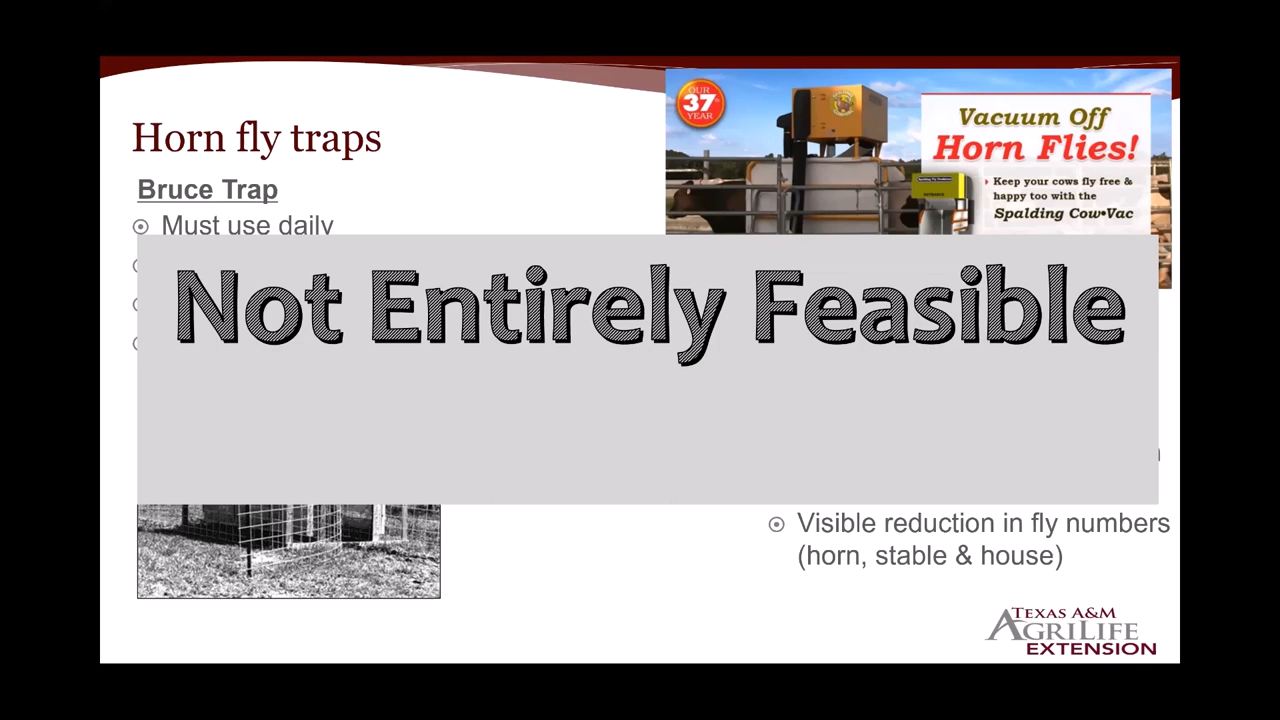 Horn fly traps
Bruce Trap
Must use daily
OUR
37th
YEAR
Vacuum Off
Horn Flies!
Keep your cows fly free &
happy too with the
Spalding Cow•Vac
Not Entirely Feasible
Visible reduction in fly numbers
(horn, stable & house)
TEXAS A&M
AGRILIFE
EXTENSION